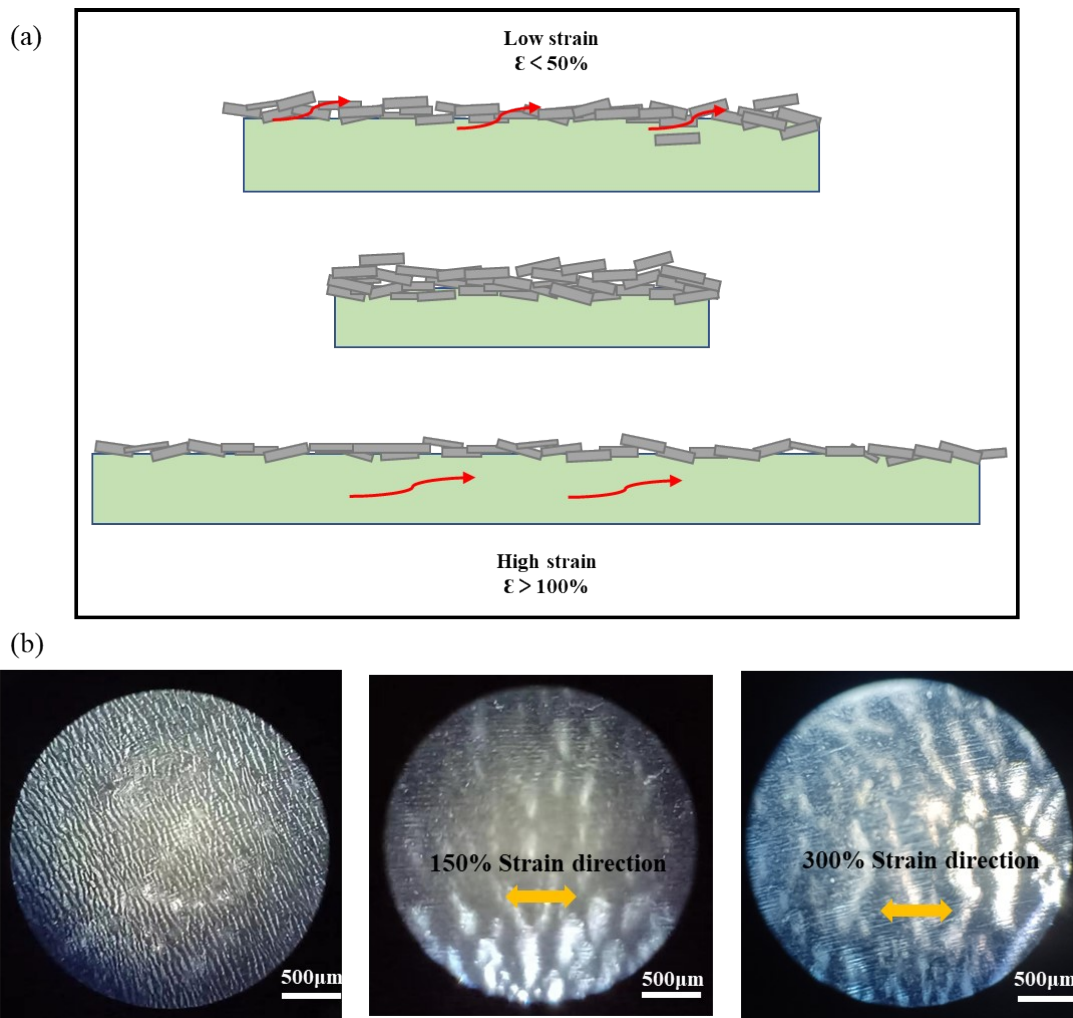 (a)
Low strain
Ɛ < 50%
High strain
Ɛ > 100%
(b)
150% Strain direction
300% Strain direction
500μm
500μm
500μm